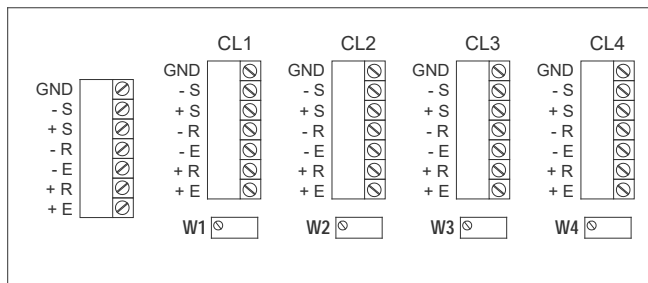 CL1 CL2 CL3 CL4
GND GND GND GND GND
- S - S - S - S - S
+ S + S + S + S + S
- R - R - R - R - R
- E - E - E - E - E
+ R + R + R + R + R
+ E + E + E + E + E
W1 W2 W3 W4